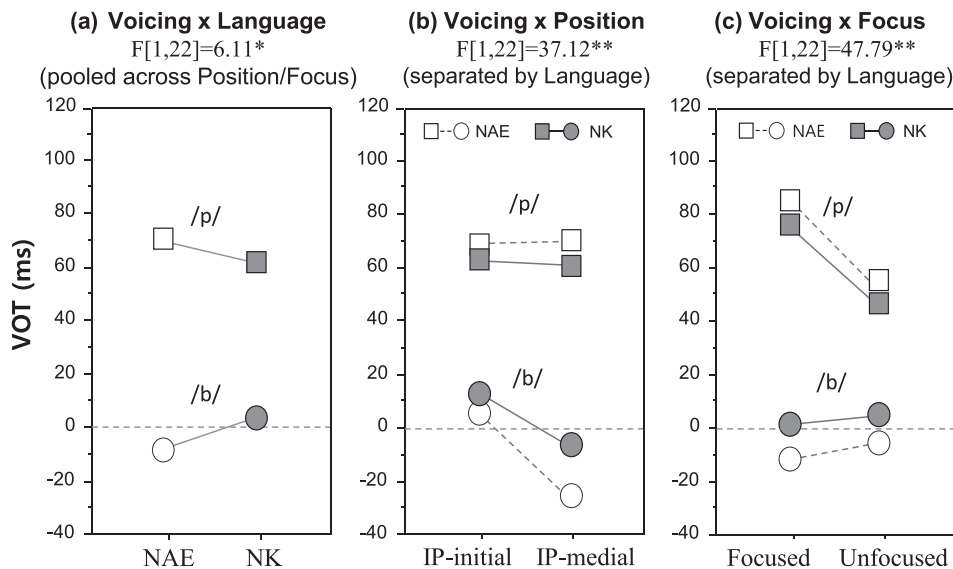 (a) Voicing x Language
F[1,22]=6.11*
(pooled across Position/Focus)
(b) Voicing x Position
F[1,22]=37.12**
(separated by Language)
(c) Voicing x Focus
F[1,22]=47.79**
(separated by Language)
VOT (ms)
120
100
80
60
40
20
0
-20
-40
/p/
/b/
NAE
NK
120
100
80
60
40
20
0
-20
-40
NAE
NK
/p/
/b/
IP-initial
IP-medial
120
100
80
60
40
20
0
-20
-40
NAE
NK
/p/
/b/
Focused
Unfocused